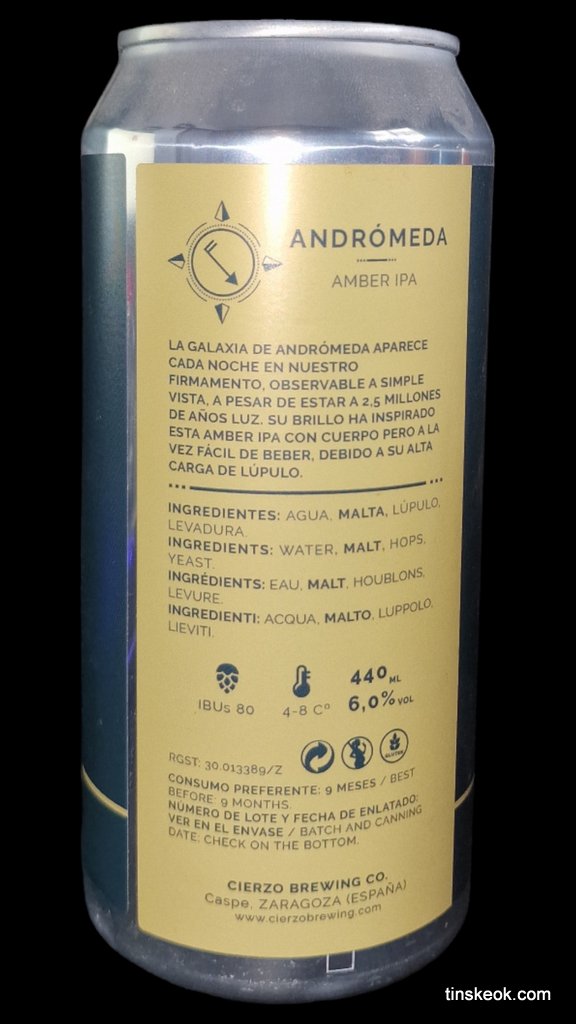 ANDRÓMEDA
AMBER IPA
LA GALAXIA DE ANDRÓMEDA APARECE
CADA NOCHE EN NUESTRO
FIRMAMENTO, OBSERVABLE A SIMPLE
VISTA, A PESAR DE ESTAR A 2,5 MILLONES
DE AÑOS LUZ. SU BRILLO HA INSPIRADO
ESTA AMBER IPA CON CUERPO PERO A LA
VEZ FÁCIL DE BEBER, DEBIDO A SU ALTA
CARGA DE LÚPULO.
INGREDIENTES: AGUA, MALTA, LÚPULO,
LEVADURA.
INGREDIENTS: WATER, MALT, HOPS,
YEAST.
INGRÉDIENTS: EAU, MALT, HOUBLONS,
LEVURE.
INGREDIENTI: ACQUA, MALTO, LUPPOLO,
LIEVITI.
IBUs 80
4-8 Cº
440 ML
6,0% VOL
GLUTEN
RGST: 30.013389/Z
CONSUMO PREFERENTE: 9 MESES / BEST
BEFORE: 9 MONTHS.
NÚMERO DE LOTE Y FECHA DE ENLATADO:
VER EN EL ENVASE / BATCH AND CANNING
DATE: CHECK ON THE BOTTOM.
CIERZO BREWING CO.
Caspe, ZARAGOZA (ESPAÑA)
www.cierzobrewing.com
tinskeok.com